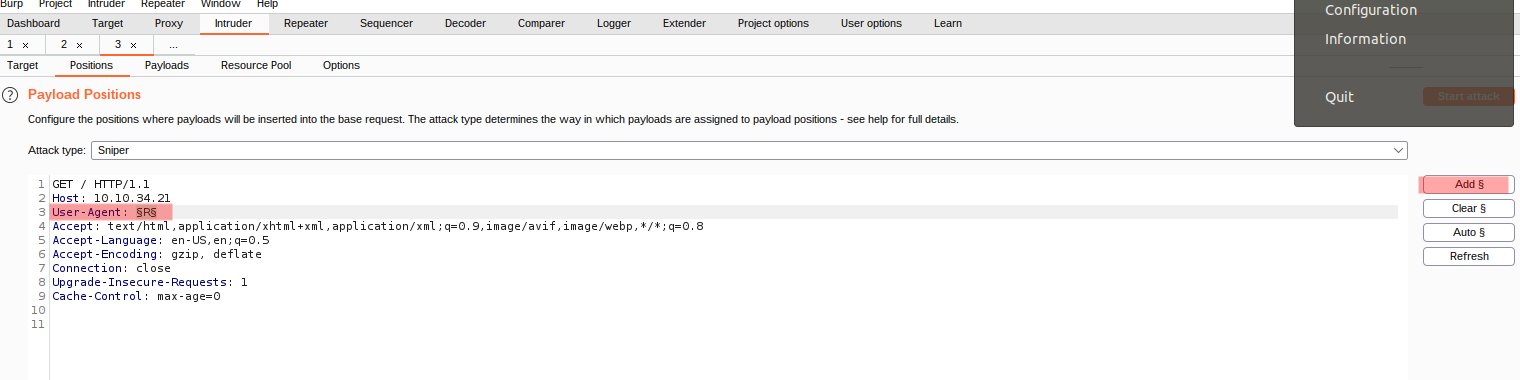 Burp Project Intruder Repeater Window Help
Dashboard Target Proxy Intruder Repeater Sequencer Decoder Comparer Logger Extender Project options User options Learn
1 × 2 × 3 × ...
Target Positions Payloads Resource Pool Options
Configuration
Information
Quit
? Payload Positions
Start attack
Configure the positions where payloads will be inserted into the base request. The attack type determines the way in which payloads are assigned to payload positions - see help for full details.
Attack type: Sniper
1 GET / HTTP/1.1
2 Host: 10.10.34.21
3 User-Agent: §R§
4 Accept: text/html,application/xhtml+xml,application/xml;q=0.9,image/avif,image/webp,*/*;q=0.8
5 Accept-Language: en-US,en;q=0.5
6 Accept-Encoding: gzip, deflate
7 Connection: close
8 Upgrade-Insecure-Requests: 1
9 Cache-Control: max-age=0
10
11
Add §
Clear §
Auto §
Refresh